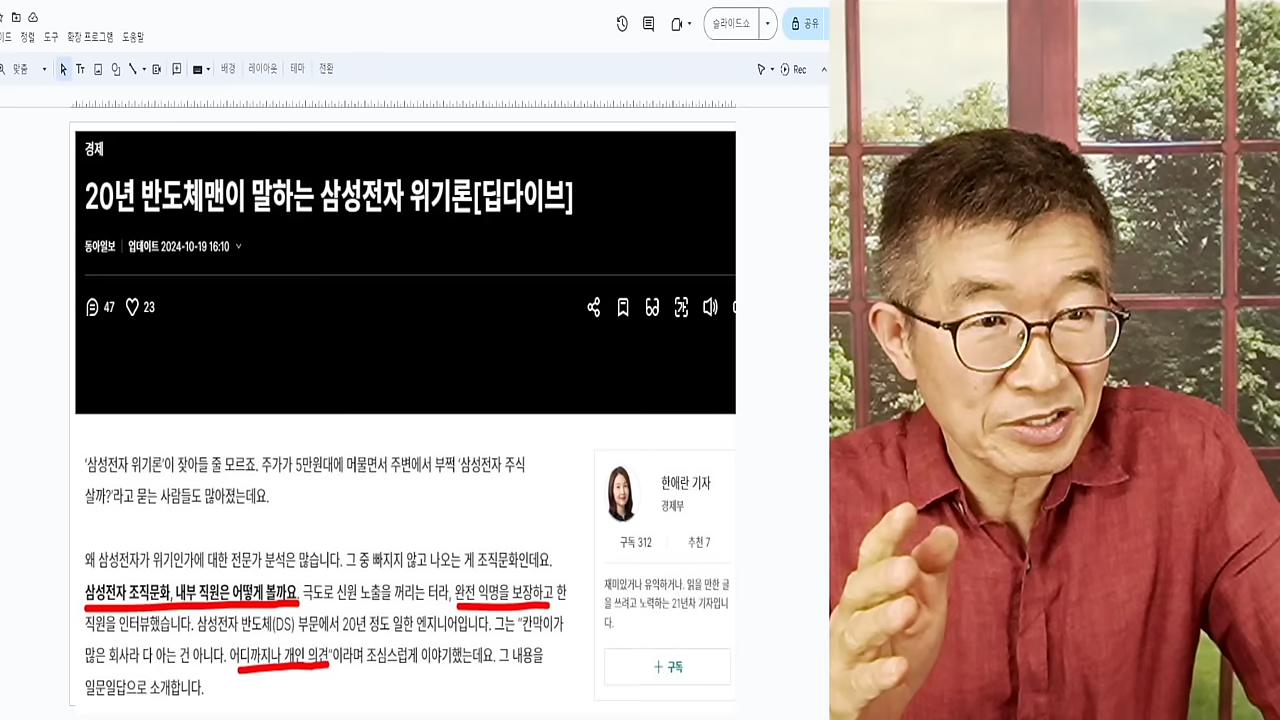 이드 정렬 도구 확장 프로그램 도움말
슬라이드쇼
공유
맞춤
Tт
배경 레이아웃 테마 전환
Rec
경제
20년 반도체맨이 말하는 삼성전자 위기론[딥다이브]
동아일보 업데이트 2024-10-19 16:10
47 23
'삼성전자 위기론'이 잦아들 줄 모르죠. 주가가 5만원대에 머물면서 주변에서 부쩍 '삼성전자 주식
살까?'라고 묻는 사람들도 많아졌는데요.
왜 삼성전자가 위기인가에 대한 전문가 분석은 많습니다. 그 중 빠지지 않고 나오는 게 조직문화인데요.
삼성전자 조직문화, 내부 직원은 어떻게 볼까요. 극도로 신원 노출을 꺼리는 터라, 완전 익명을 보장하고 한
직원을 인터뷰했습니다. 삼성전자 반도체(DS) 부문에서 20년 정도 일한 엔지니어입니다. 그는 "칸막이가
많은 회사라 다 아는 건 아니다. 어디까지나 개인 의견"이라며 조심스럽게 이야기했는데요. 그 내용을
일문일답으로 소개합니다.
한애란 기자
경제부
구독 312 추천 7
재미있거나 유익하거나. 읽을 만한 글
을 쓰려고 노력하는 21년차 기자입니
다.
+ 구독